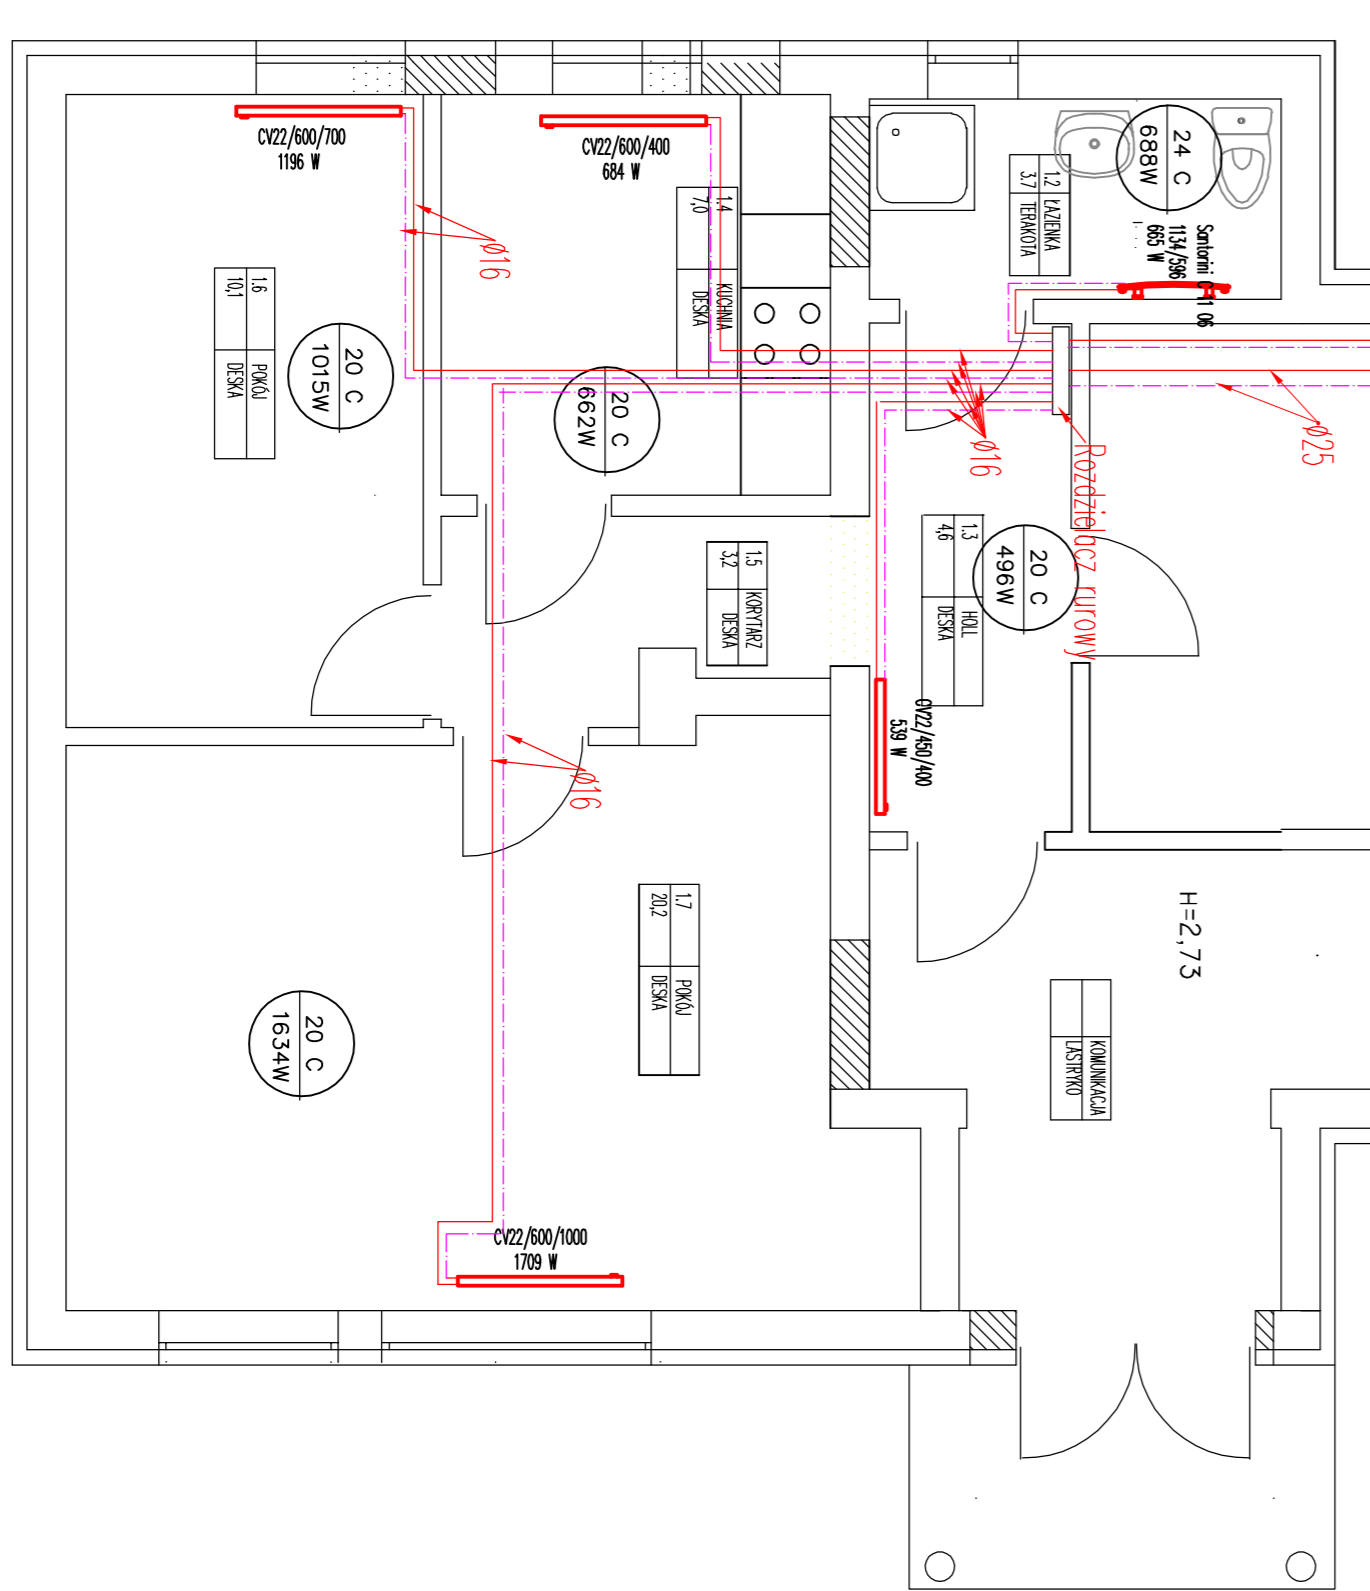 CV22/600/700
1196 W
CV22/600/400
684 W
24 C
688W
1.2 ŁAZIENKA
3.7 TERAKOTA
Santorini C 11 06
1134/596
665 W
1.4 KUCHNIA
7,0 DESKA
ø16
1.6 POKÓJ
10,1 DESKA
20 C
1015W
20 C
662W
ø16
ø25
Rozdzielacz rurowy
1.3 HOLL
4,6 DESKA
20 C
496W
1.5 KORYTARZ
3,2 DESKA
CV22/450/400
539 W
ø16
1.7 POKÓJ
20,2 DESKA
H=2,73
20 C
1634W
KOMUNIKACJA
LASTRYKO
CV22/600/1000
1709 W